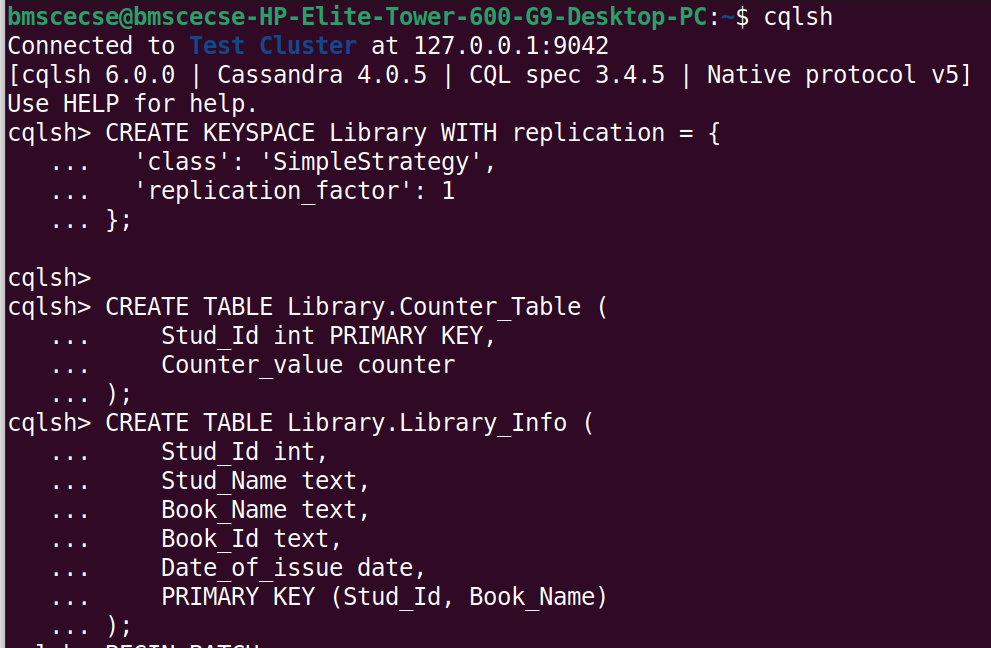 bmscecse@bmscecse-HP-Elite-Tower-600-G9-Desktop-PC:~$ cqlsh
Connected to Test Cluster at 127.0.0.1:9042
[cqlsh 6.0.0 | Cassandra 4.0.5 | CQL spec 3.4.5 | Native protocol v5]
Use HELP for help.
cqlsh> CREATE KEYSPACE Library WITH replication = {
   ...   'class': 'SimpleStrategy',
   ...   'replication_factor': 1
   ... };
cqlsh>
cqlsh> CREATE TABLE Library.Counter_Table (
   ...     Stud_Id int PRIMARY KEY,
   ...     Counter_value counter
   ... );
cqlsh> CREATE TABLE Library.Library_Info (
   ...     Stud_Id int,
   ...     Stud_Name text,
   ...     Book_Name text,
   ...     Book_Id text,
   ...     Date_of_issue date,
   ...     PRIMARY KEY (Stud_Id, Book_Name)
   ... );
cqlsh> BEGIN BATCH